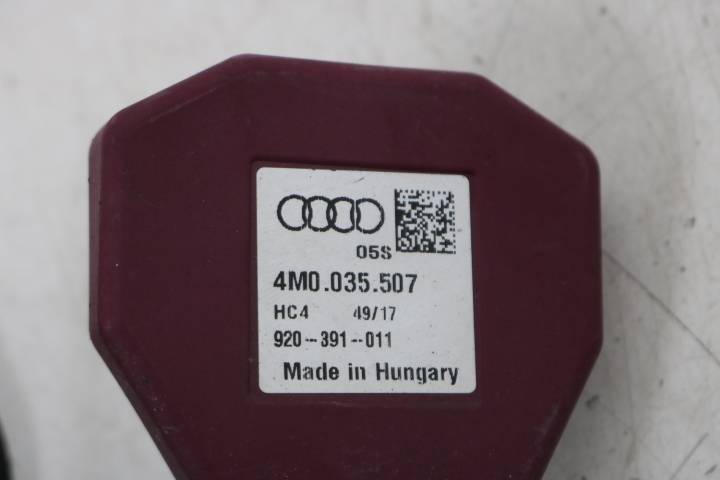 05S
4M0.035.507
HC4 49/17
920-391-011
Made in Hungary